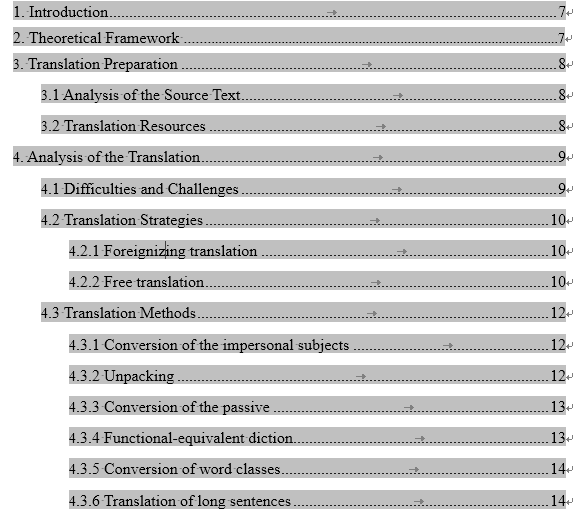 1. Introduction............7
2. Theoretical Framework............7
3. Translation Preparation............8
3.1 Analysis of the Source Text............8
3.2 Translation Resources............8
4. Analysis of the Translation............9
4.1 Difficulties and Challenges............9
4.2 Translation Strategies............10
4.2.1 Foreignizing translation............10
4.2.2 Free translation............10
4.3 Translation Methods............12
4.3.1 Conversion of the impersonal subjects............12
4.3.2 Unpacking............12
4.3.3 Conversion of the passive............13
4.3.4 Functional-equivalent diction............13
4.3.5 Conversion of word classes............14
4.3.6 Translation of long sentences............14